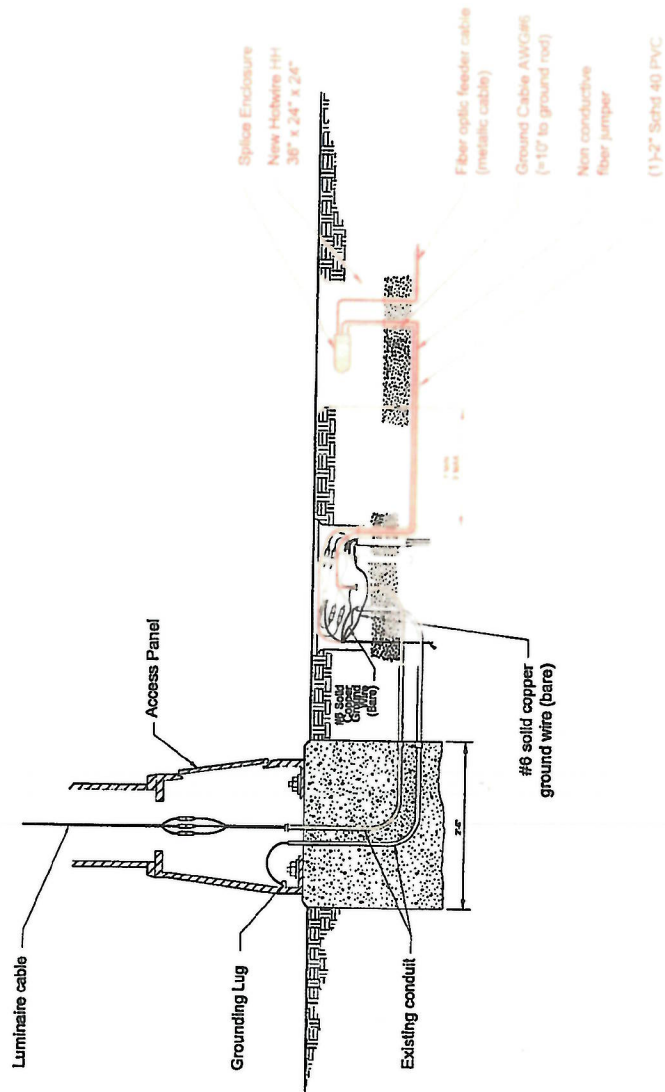 Luminaire cable
Access Panel
Grounding Lug
Existing conduit
24"
#6 Solid
Copper
Ground
Wire
(Bare)
#6 solid copper
ground wire (bare)
Splice Enclosure
New Hotwire HH
36" x 24" x 24"
Fiber optic feeder cable
(metalic cable)
Ground Cable AWG#6
(=10' to ground rod)
Non conductive
fiber jumper
(1)-2" Schd 40 PVC